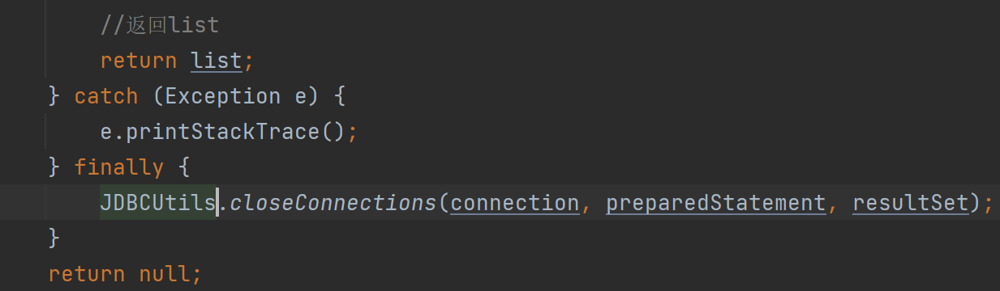 //返回list
return list;
} catch (Exception e) {
e.printStackTrace();
} finally {
JDBCUtils.closeConnections(connection, preparedStatement, resultSet);
}
return null;